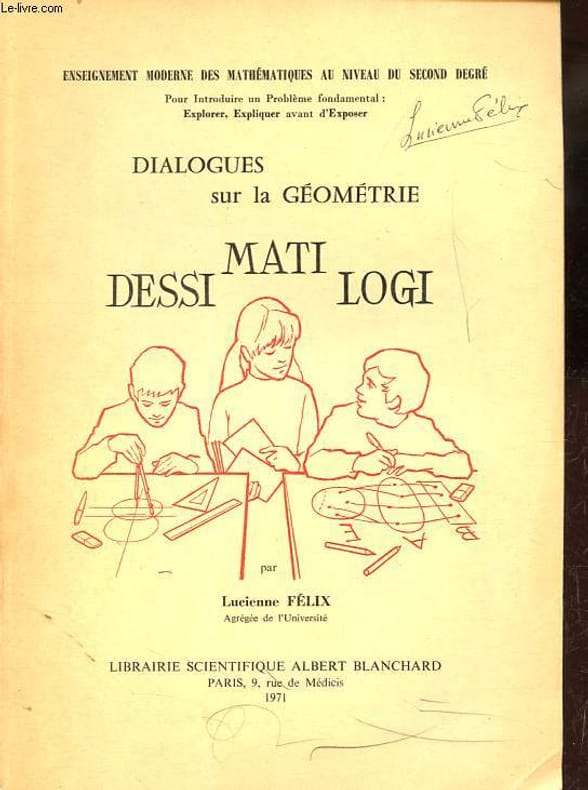 Le-livre.com
ENSEIGNEMENT MODERNE DES MATHÉMATIQUES AU NIVEAU DU SECOND DEGRÉ
Pour Introduire un Problème fondamental :
Explorer, Expliquer avant d'Exposer
Lucienne Félix
DIALOGUES
sur la GÉOMÉTRIE
DESSI MATI LOGI
E A B
par
Lucienne FÉLIX
Agrégée de l'Université
LIBRAIRIE SCIENTIFIQUE ALBERT BLANCHARD
PARIS, 9, rue de Médicis
1971